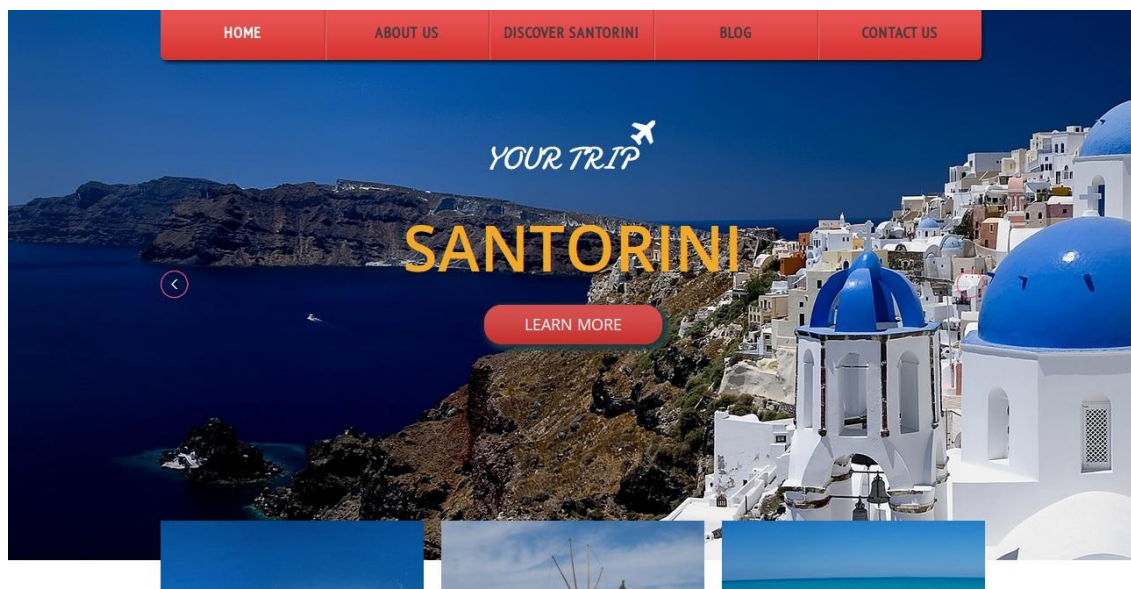 HOME
ABOUT US
DISCOVER SANTORINI
BLOG
CONTACT US
YOUR TRIP
SANTORINI
LEARN MORE